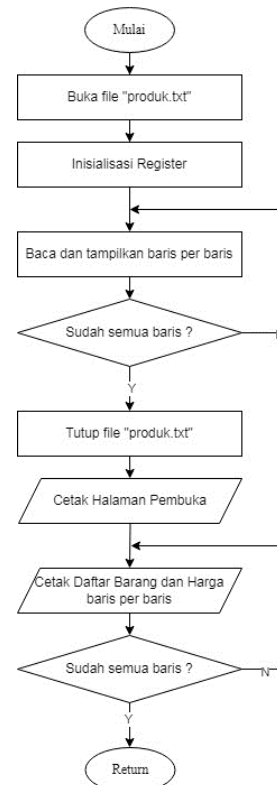 Mulai
Buka file "produk.txt"
Inisialisasi Register
Baca dan tampilkan baris per baris
Sudah semua baris ?
Y
Tutup file "produk.txt"
Cetak Halaman Pembuka
Cetak Daftar Barang dan Harga
baris per baris
Sudah semua baris ?
N
Y
Return